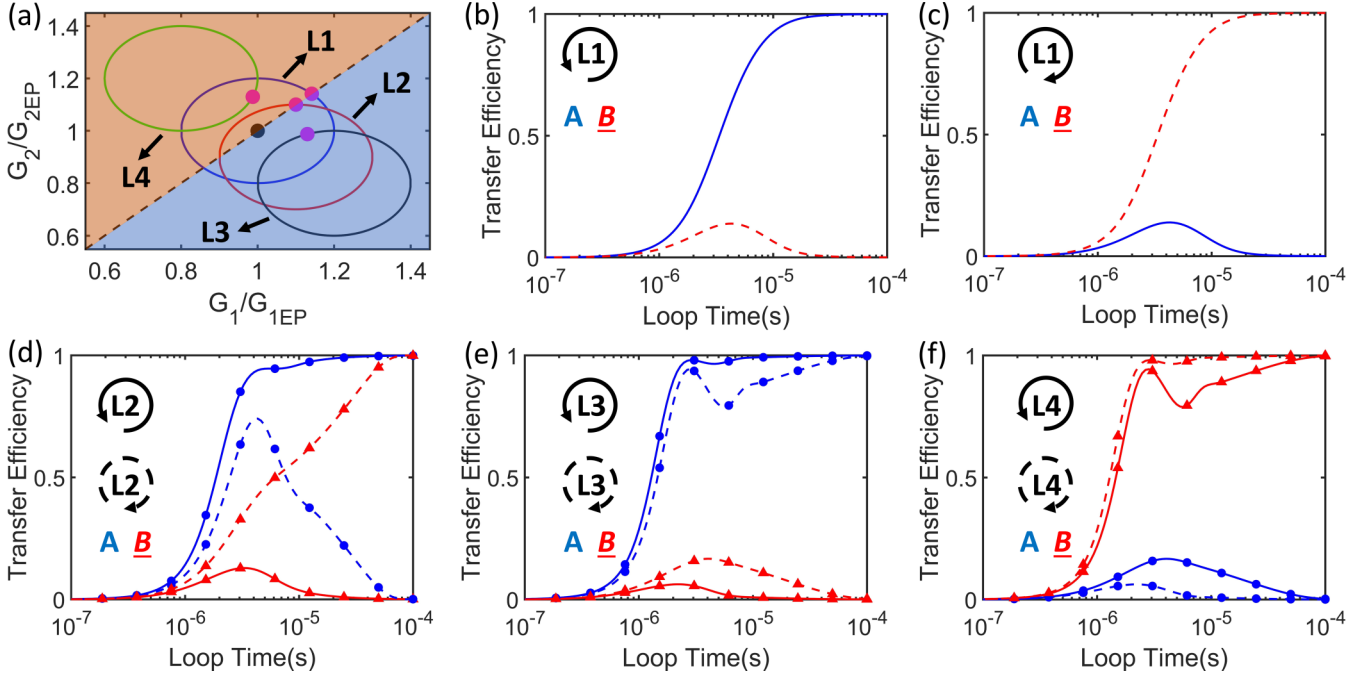 (a)
G2/G2EP
1.4
1.2
1
0.8
0.6
0.6 0.8 1 1.2 1.4
G1/G1EP
L1
L2
L3
L4
(b)
Transfer Efficiency
1
0.5
0
L1
A B
10-7 10-6 10-5 10-4
Loop Time(s)
(c)
Transfer Efficiency
1
0.5
0
L1
A B
10-7 10-6 10-5 10-4
Loop Time(s)
(d)
Transfer Efficiency
1
0.5
0
L2
L2
A B
10-7 10-6 10-5 10-4
Loop Time(s)
(e)
Transfer Efficiency
1
0.5
0
L3
L3
A B
10-7 10-6 10-5 10-4
Loop Time(s)
(f)
Transfer Efficiency
1
0.5
0
L4
L4
A B
10-7 10-6 10-5 10-4
Loop Time(s)